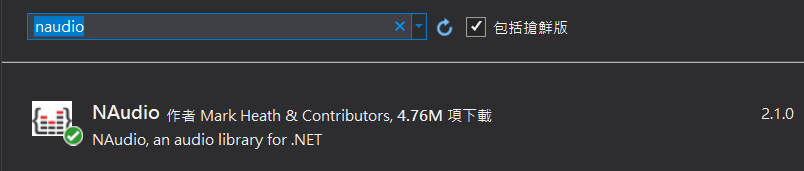 naudio
包括搶鮮版
NAudio 作者 Mark Heath & Contributors, 4.76M 項下載
2.1.0
NAudio, an audio library for .NET